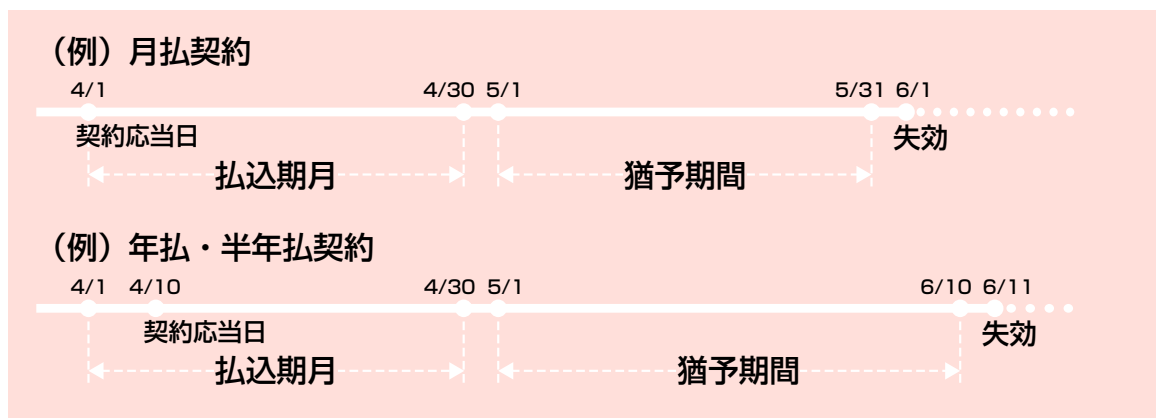 （例）月払契約
4/1 4/30 5/1 5/31 6/1
契約応当日 失効
払込期月 猶予期間
（例）年払・半年払契約
4/1 4/10 4/30 5/1 6/10 6/11
契約応当日 失効
払込期月 猶予期間